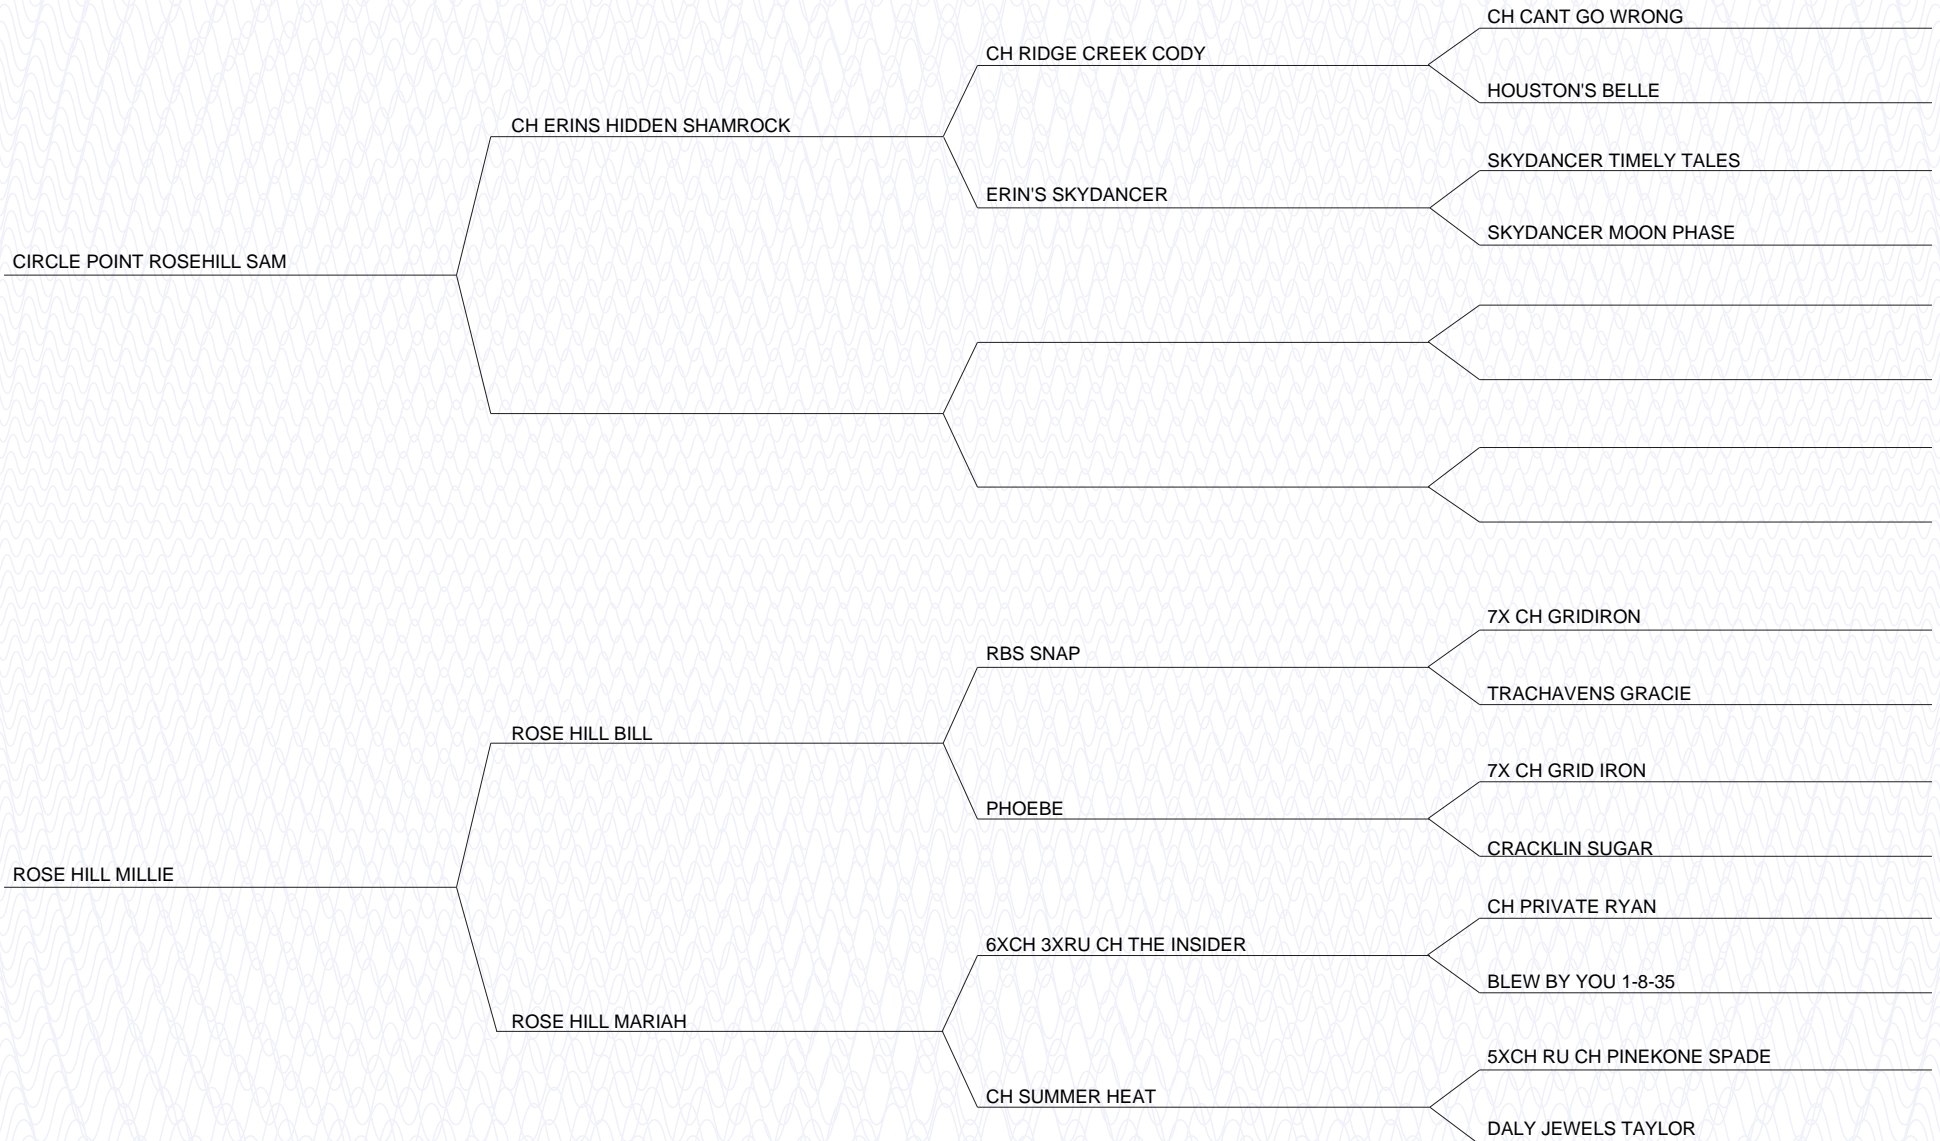 CH CANT GO WRONG
CH RIDGE CREEK CODY
HOUSTON'S BELLE
CH ERINS HIDDEN SHAMROCK
SKYDANCER TIMELY TALES
ERIN'S SKYDANCER
SKYDANCER MOON PHASE
CIRCLE POINT ROSEHILL SAM
7X CH GRIDIRON
RBS SNAP
TRACHAVENS GRACIE
ROSE HILL BILL
7X CH GRID IRON
PHOEBE
CRACKLIN SUGAR
ROSE HILL MILLIE
CH PRIVATE RYAN
6XCH 3XRU CH THE INSIDER
BLEW BY YOU 1-8-35
ROSE HILL MARIAH
5XCH RU CH PINEKONE SPADE
CH SUMMER HEAT
DALY JEWELS TAYLOR